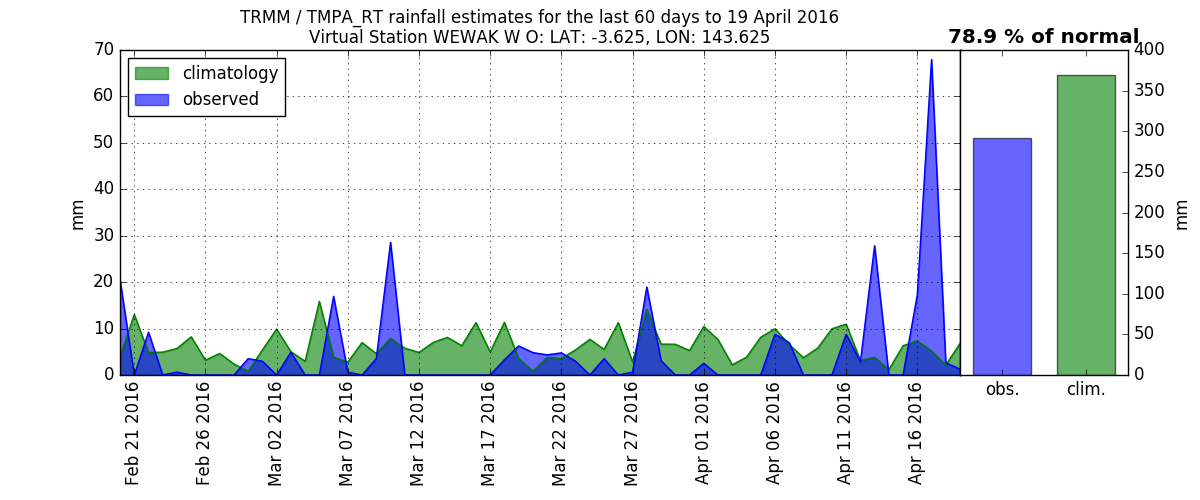 TRMM / TMPA_RT rainfall estimates for the last 60 days to 19 April 2016
Virtual Station WEWAK W O: LAT: -3.625, LON: 143.625
78.9 % of normal
climatology
observed
70
60
50
40
30
20
10
0
mm
Feb 21 2016
Feb 26 2016
Mar 02 2016
Mar 07 2016
Mar 12 2016
Mar 17 2016
Mar 22 2016
Mar 27 2016
Apr 01 2016
Apr 06 2016
Apr 11 2016
Apr 16 2016
400
350
300
250
200
150
100
50
0
mm
obs.
clim.